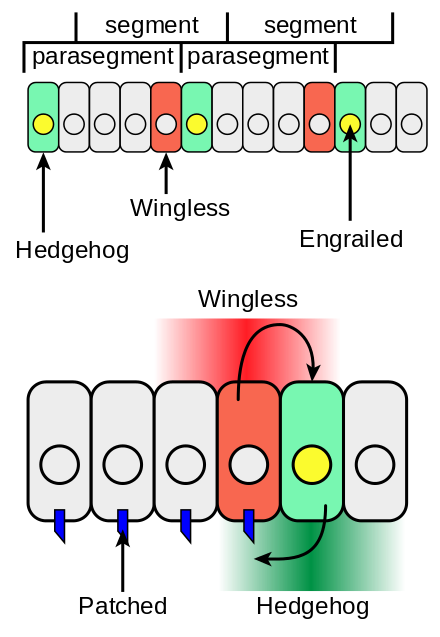 segment segment
parasegment parasegment
Wingless
Hedgehog
Engrailed
Wingless
Patched
Hedgehog